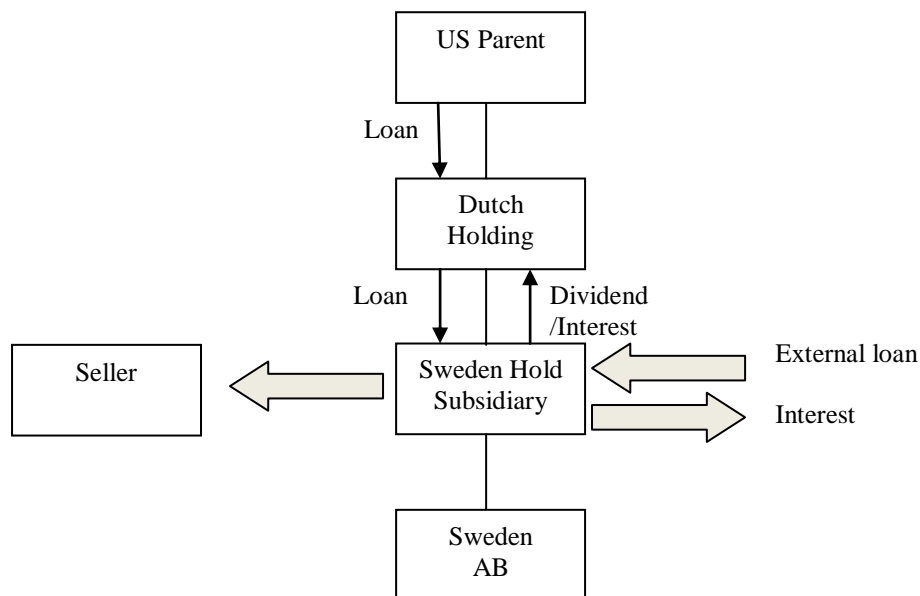 US Parent
Loan
Dutch
Holding
Loan
Dividend
/Interest
Seller
Sweden Hold
Subsidiary
External loan
Interest
Sweden
AB